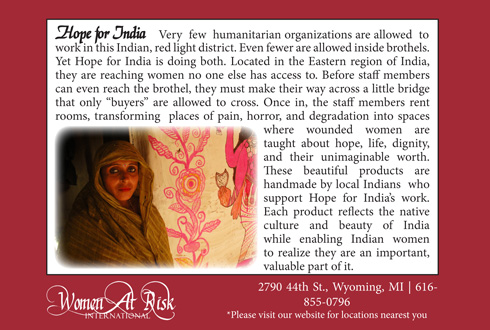 Hope for India Very few humanitarian organizations are allowed to
work in this Indian, red light district. Even fewer are allowed inside brothels.
Yet Hope for India is doing both. Located in the Eastern region of India,
they are reaching women no one else has access to. Before staff members
can even reach the brothel, they must make their way across a little bridge
that only “buyers” are allowed to cross. Once in, the staff members rent
rooms, transforming places of pain, horror, and degradation into spaces
where wounded women are
taught about hope, life, dignity,
and their unimaginable worth.
These beautiful products are
handmade by local Indians who
support Hope for India’s work.
Each product reflects the native
culture and beauty of India
while enabling Indian women
to realize they are an important,
valuable part of it.
Women At Risk
INTERNATIONAL
2790 44th St., Wyoming, MI | 616-
855-0796
*Please visit our website for locations nearest you